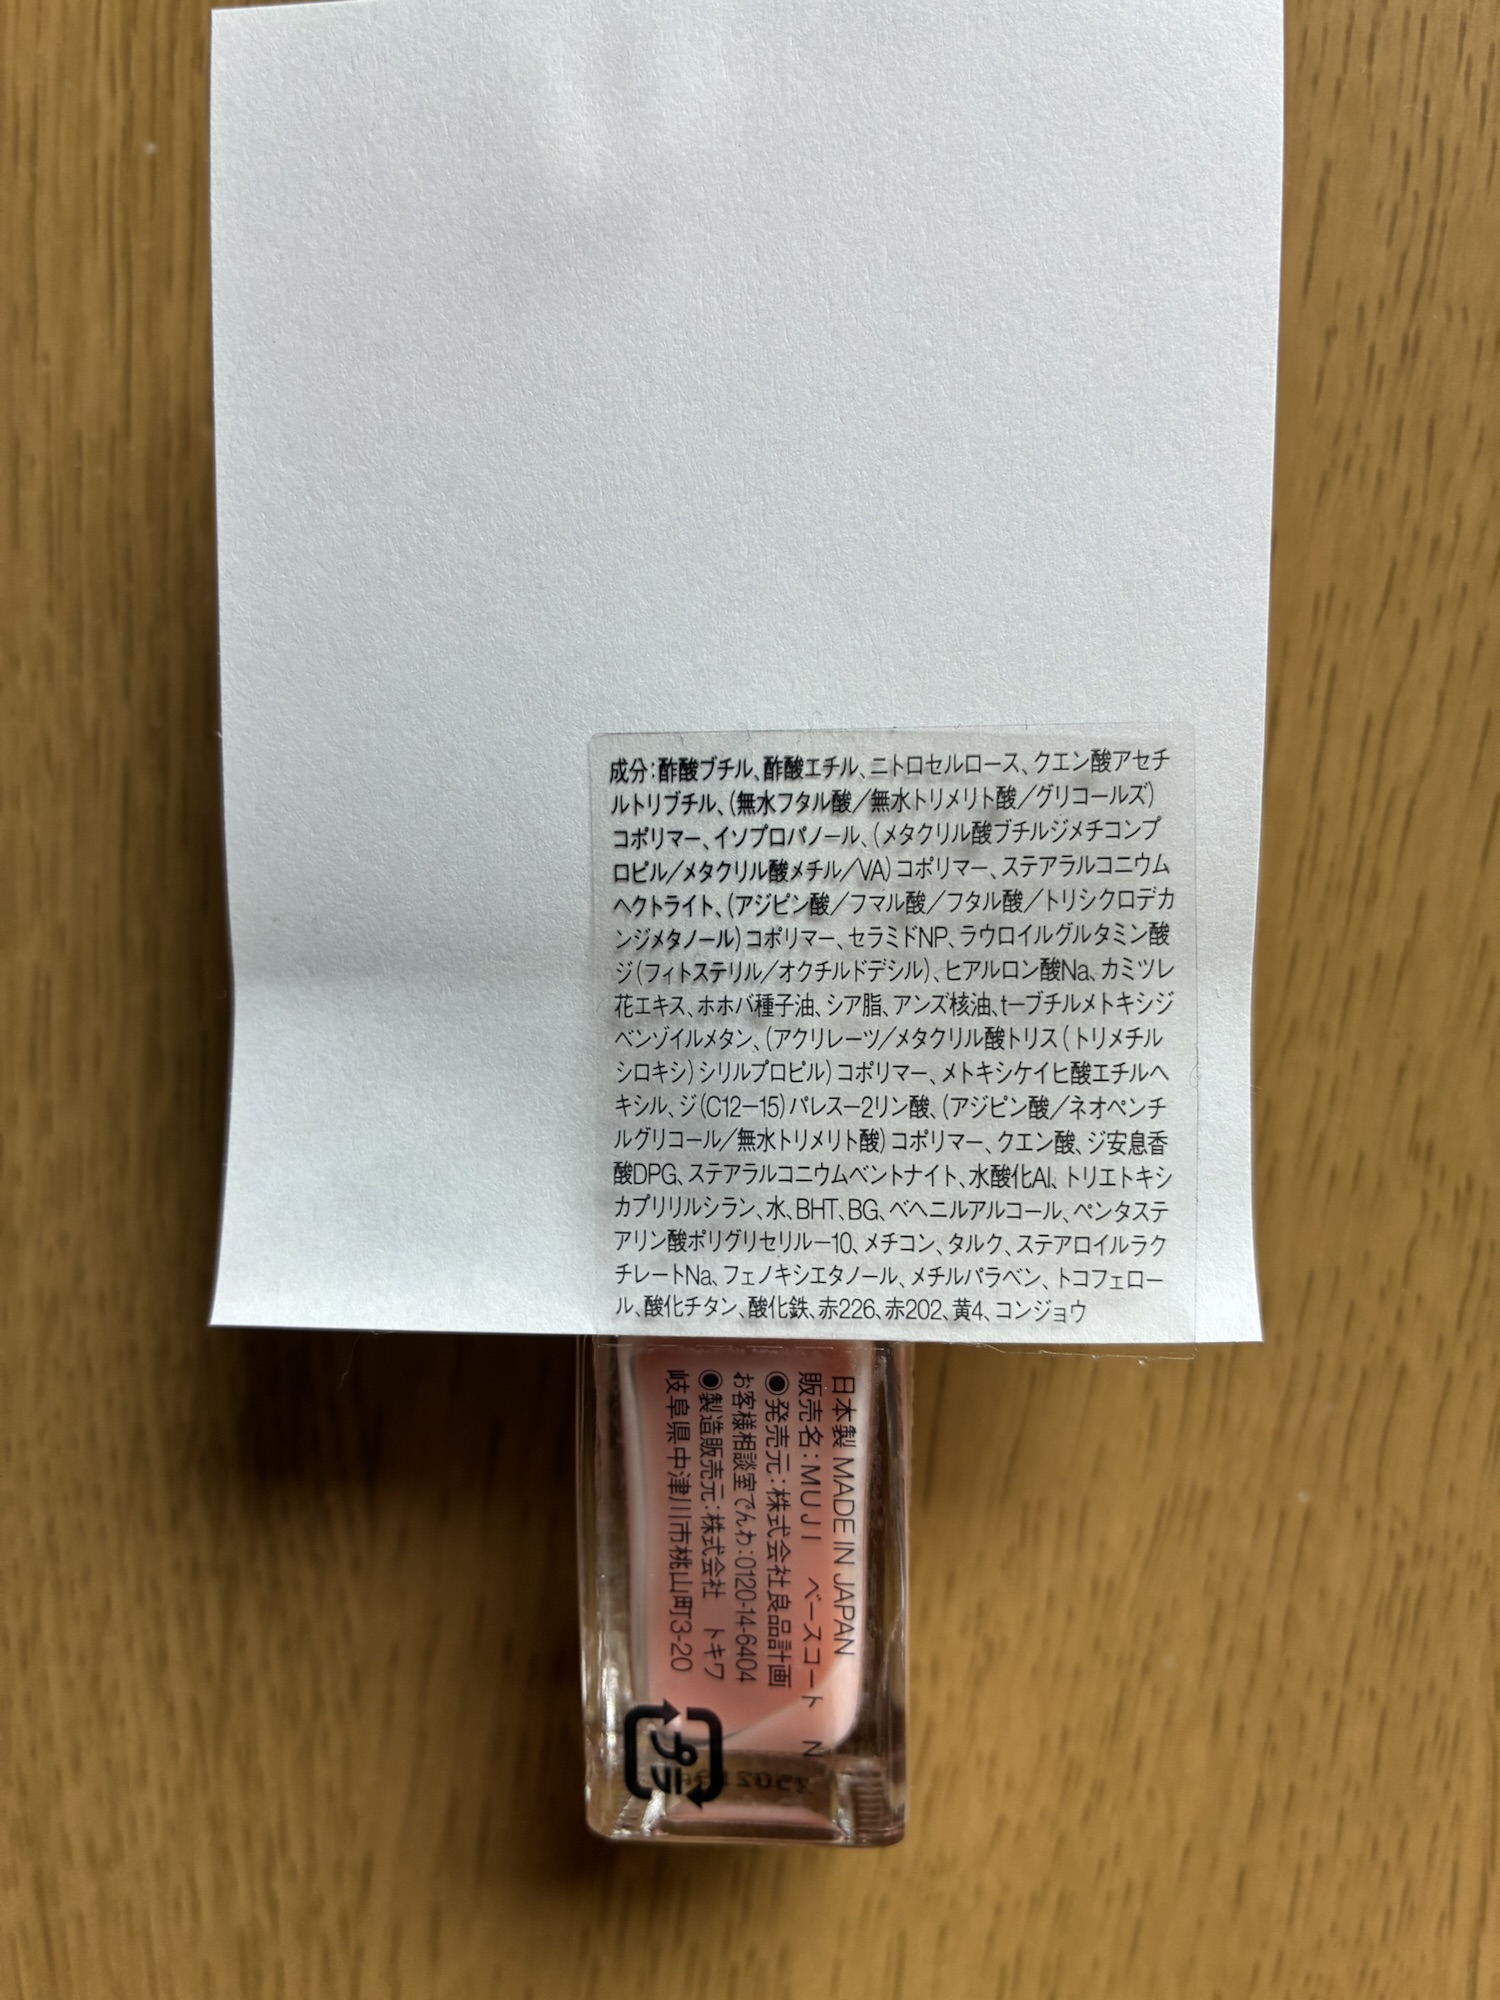 成分：酢酸ブチル、酢酸エチル、ニトロセルロース、クエン酸アセチ
ルトリブチル、（無水フタル酸／無水トリメリト酸／グリコールズ）
コポリマー、イソプロパノール、（メタクリル酸ブチルジメチコンプ
ロピル／メタクリル酸メチル／VA）コポリマー、ステアラルコニウム
ヘクトライト、（アジピン酸／フマル酸／フタル酸／トリシクロデカ
ンジメタノール）コポリマー、セラミドNP、ラウロイルグルタミン酸
ジ（フィトステリル／オクチルドデシル）、ヒアルロン酸Na、カミツレ
花エキス、ホホバ種子油、シア脂、アンズ核油、t−ブチルメトキシジ
ベンゾイルメタン、（アクリレーツ／メタクリル酸トリス（トリメチル
シロキシ）シリルプロピル）コポリマー、メトキシケイヒ酸エチルヘ
キシル、ジ（C12−15）パレス−2リン酸、（アジピン酸／ネオペンチ
ルグリコール／無水トリメリト酸）コポリマー、クエン酸、ジ安息香
酸DPG、ステアラルコニウムベントナイト、水酸化Al、トリエトキシ
カプリリルシラン、水、BHT、BG、ベヘニルアルコール、ペンタステ
アリン酸ポリグリセリル−10、メチコン、タルク、ステアロイルラク
チレートNa、フェノキシエタノール、メチルパラベン、トコフェロー
ル、酸化チタン、酸化鉄、赤226、赤202、黄4、コンジョウ
日本製 MADE IN JAPAN
販売名：MUJI ベースコート N
◉発売元：株式会社良品計画
お客様相談室でんわ：0120-14-6404
◉製造販売元：株式会社 トキワ
岐阜県中津川市桃山町3-20
プラ